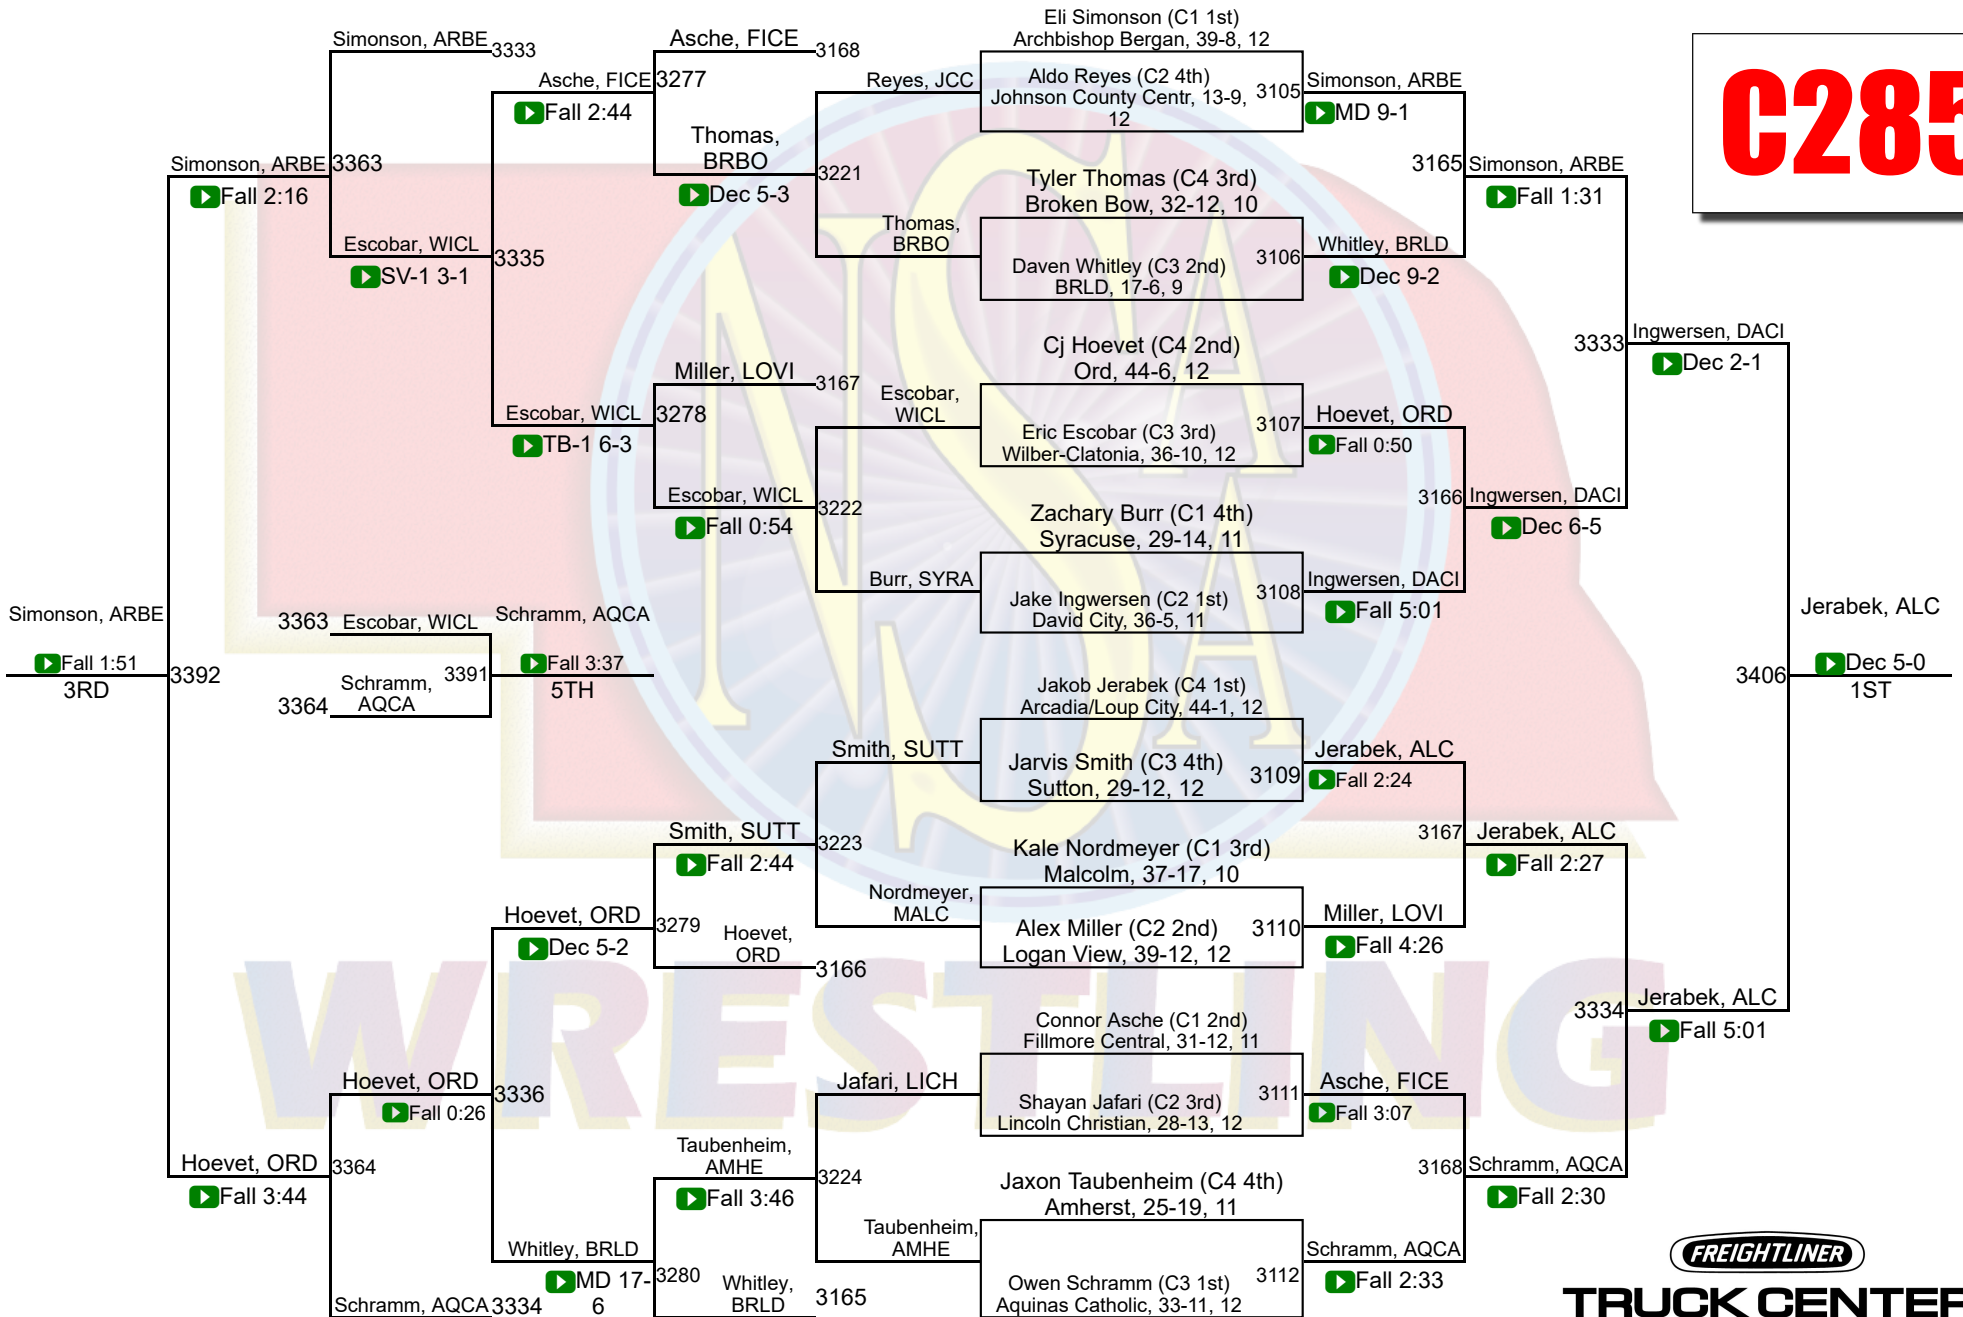 Eli Simonson (C1 1st)
Archbishop Bergan, 39-8, 12
Simonson, ARBE
3333
Asche, FICE
3168
Asche, FICE
3277
Fall 2:44
Reyes, JCC
Aldo Reyes (C2 4th)
Johnson County Centr, 13-9,
12
3105
Simonson, ARBE
MD 9-1
C285
Thomas,
BRBO
Dec 5-3
3221
Simonson, ARBE
3363
Fall 2:16
Tyler Thomas (C4 3rd)
Broken Bow, 32-12, 10
3165
Simonson, ARBE
Fall 1:31
Escobar, WICL
3335
SV-1 3-1
Thomas,
BRBO
Daven Whitley (C3 2nd)
BRLD, 17-6, 9
3106
Whitley, BRLD
Dec 9-2
Cj Hoevet (C4 2nd)
Ord, 44-6, 12
3333
Ingwersen, DACI
Dec 2-1
Miller, LOVI
3167
Escobar, WICL
3278
TB-1 6-3
Escobar,
WICL
Eric Escobar (C3 3rd)
Wilber-Clatonia, 36-10, 12
3107
Hoevet, ORD
Fall 0:50
Escobar, WICL
3222
Fall 0:54
Zachary Burr (C1 4th)
Syracuse, 29-14, 11
3166
Ingwersen, DACI
Dec 6-5
Burr, SYRA
Jake Ingwersen (C2 1st)
David City, 36-5, 11
3108
Ingwersen, DACI
Fall 5:01
Simonson, ARBE
Fall 1:51
3RD
3392
3363
Escobar, WICL
Schramm, AQCA
3364
Schramm,
AQCA
3391
Fall 3:37
5TH
Jakob Jerabek (C4 1st)
Arcadia/Loup City, 44-1, 12
Jerabek, ALC
3406
Dec 5-0
1ST
Smith, SUTT
Jarvis Smith (C3 4th)
Sutton, 29-12, 12
3109
Jerabek, ALC
Fall 2:24
Smith, SUTT
3223
Fall 2:44
Kale Nordmeyer (C1 3rd)
Malcolm, 37-17, 10
3167
Jerabek, ALC
Fall 2:27
Hoevet, ORD
3279
Dec 5-2
Nordmeyer,
MALC
Alex Miller (C2 2nd)
Logan View, 39-12, 12
3110
Miller, LOVI
Fall 4:26
Hoevet,
ORD
3166
Connor Asche (C1 2nd)
Fillmore Central, 31-12, 11
3334
Jerabek, ALC
Fall 5:01
Hoevet, ORD
3336
Fall 0:26
Jafari, LICH
Shayan Jafari (C2 3rd)
Lincoln Christian, 28-13, 12
3111
Asche, FICE
Fall 3:07
Hoevet, ORD
3364
Fall 3:44
Taubenheim,
AMHE
3224
Fall 3:46
Jaxon Taubenheim (C4 4th)
Amherst, 25-19, 11
3168
Schramm, AQCA
Fall 2:30
Whitley, BRLD
3280
MD 17-
6
Taubenheim,
AMHE
Owen Schramm (C3 1st)
Aquinas Catholic, 33-11, 12
3112
Schramm, AQCA
Fall 2:33
Schramm, AQCA
3334
Whitley,
BRLD
3165
NSAA
WRESTLING
FREIGHTLINER
TRUCK CENTER